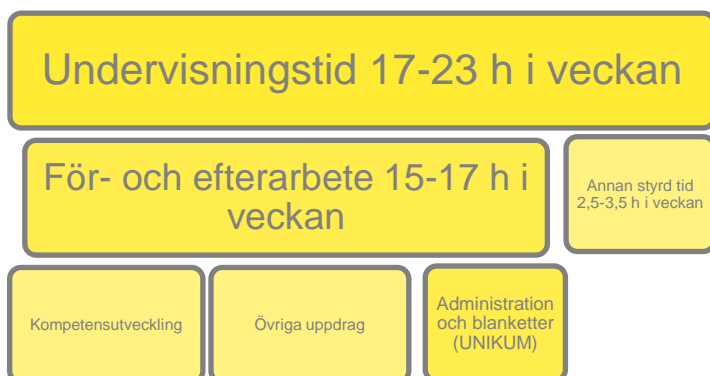 Undervisningstid 17-23 h i veckan
För- och efterarbete 15-17 h i
veckan
Annan styrd tid
2,5-3,5 h i veckan
Kompetensutveckling
Övriga uppdrag
Administration
och blanketter
(UNIKUM)